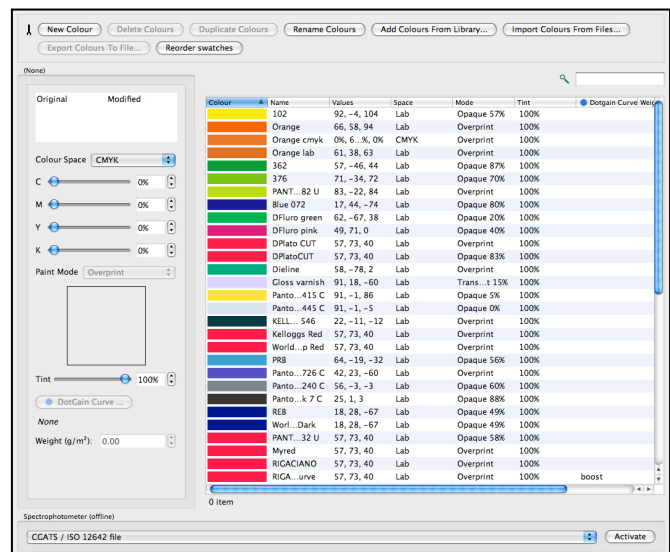 New Colour Delete Colours Duplicate Colours Rename Colours Add Colours From Library... Import Colours From Files...
Export Colours To File... Reorder swatches
(None)
Original Modified
Colour Space CMYK
C 0%
M 0%
Y 0%
K 0%
Paint Mode Overprint
Tint 100%
DotGain Curve ...
None
Weight (g/m²): 0.00
Colour Name Values Space Mode Tint Dotgain Curve Weig
102 92, -4, 104 Lab Opaque 57% 100%
Orange 66, 58, 94 Lab Overprint 100%
Orange cmyk 0%, 6...%, 0% CMYK Overprint 100%
Orange lab 61, 38, 63 Lab Overprint 100%
362 57, -46, 44 Lab Opaque 87% 100%
376 71, -34, 72 Lab Opaque 70% 100%
PANT...82 U 83, -22, 84 Lab Overprint 100%
Blue 072 17, 44, -74 Lab Opaque 80% 100%
DFluro green 62, -67, 38 Lab Opaque 20% 100%
DFluro pink 49, 71, 0 Lab Opaque 40% 100%
DPlato CUT 57, 73, 40 Lab Overprint 100%
DPlatoCUT 57, 73, 40 Lab Opaque 83% 100%
Dieline 58, -78, 2 Lab Overprint 100%
Gloss varnish 91, 18, -60 Lab Trans...t 15% 100%
Panto...415 C 91, -1, 86 Lab Opaque 5% 100%
Panto...445 C 91, -1, -5 Lab Opaque 0% 100%
KELL... 546 22, -11, -12 Lab Overprint 100%
Kelloggs Red 57, 73, 40 Lab Overprint 100%
World...p Red 57, 73, 40 Lab Overprint 100%
PRB 64, -19, -32 Lab Opaque 56% 100%
Panto...726 C 42, 23, -60 Lab Overprint 100%
Panto...240 C 56, -3, -3 Lab Opaque 60% 100%
Panto...k 7 C 25, 1, 3 Lab Opaque 88% 100%
REB 18, 28, -67 Lab Opaque 49% 100%
Worl...Dark 18, 28, -67 Lab Opaque 49% 100%
PANT...32 U 57, 73, 40 Lab Opaque 58% 100%
Myred 57, 73, 40 Lab Overprint 100%
RIGACIANO 57, 73, 40 Lab Overprint 100%
RIGA...urve 57, 73, 40 Lab Overprint 100% boost
0 item
Spectrophotometer (offline)
CGATS / ISO 12642 file Activate